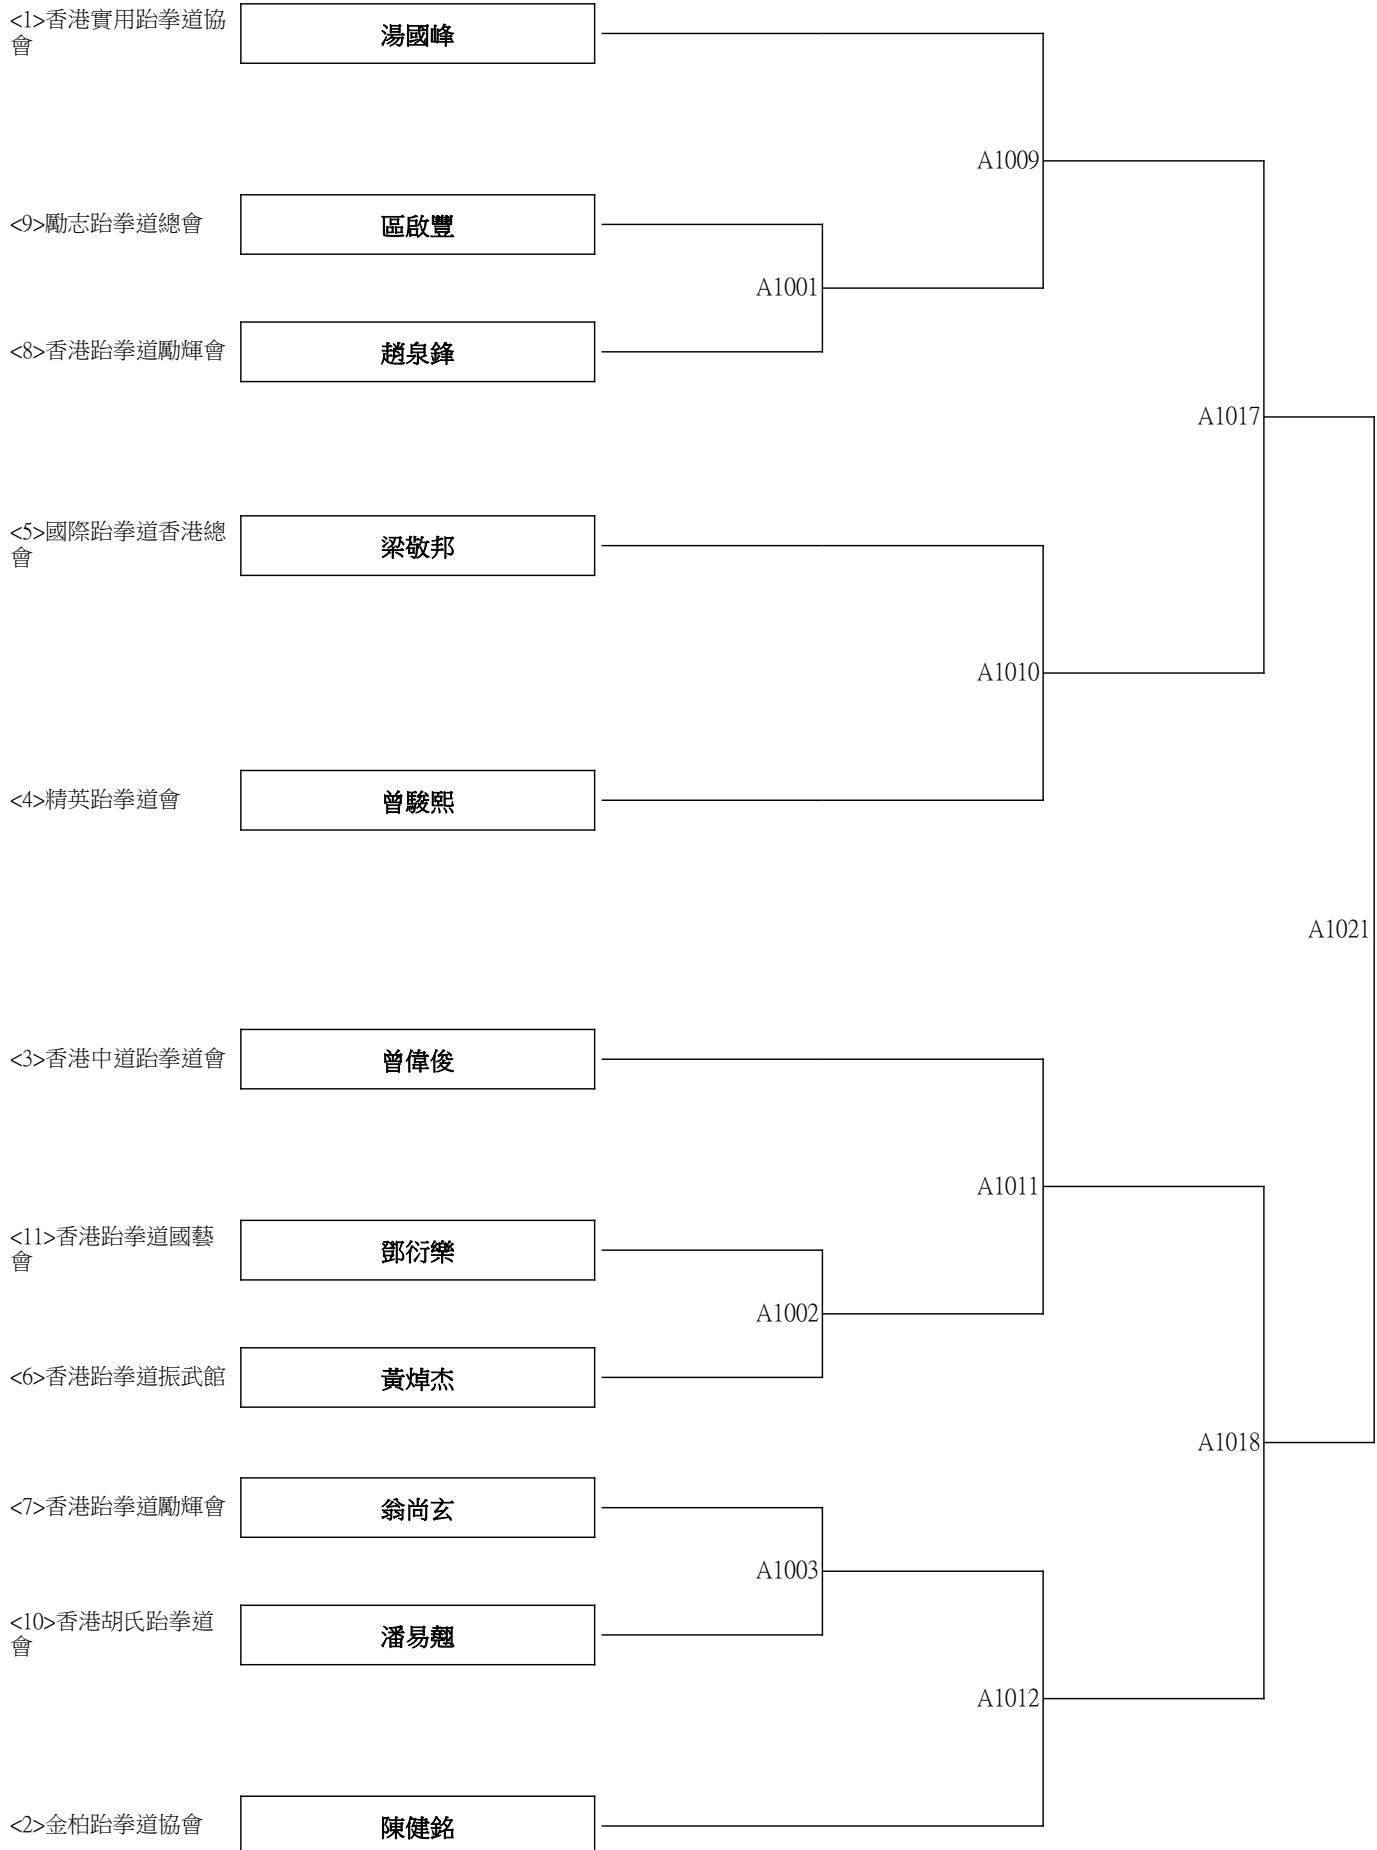 <1>香港實用跆拳道協
會
湯國峰
A1009
<9>勵志跆拳道總會
區啟豐
A1001
<8>香港跆拳道勵輝會
趙泉鋒
A1017
<5>國際跆拳道香港總
會
梁敬邦
A1010
<4>精英跆拳道會
曾駿熙
A1021
<3>香港中道跆拳道會
曾偉俊
A1011
<11>香港跆拳道國藝
會
鄧衍樂
A1002
<6>香港跆拳道振武館
黃焯杰
A1018
<7>香港跆拳道勵輝會
翁尚玄
A1003
<10>香港胡氏跆拳道
會
潘易翹
A1012
<2>金柏跆拳道協會
陳健銘